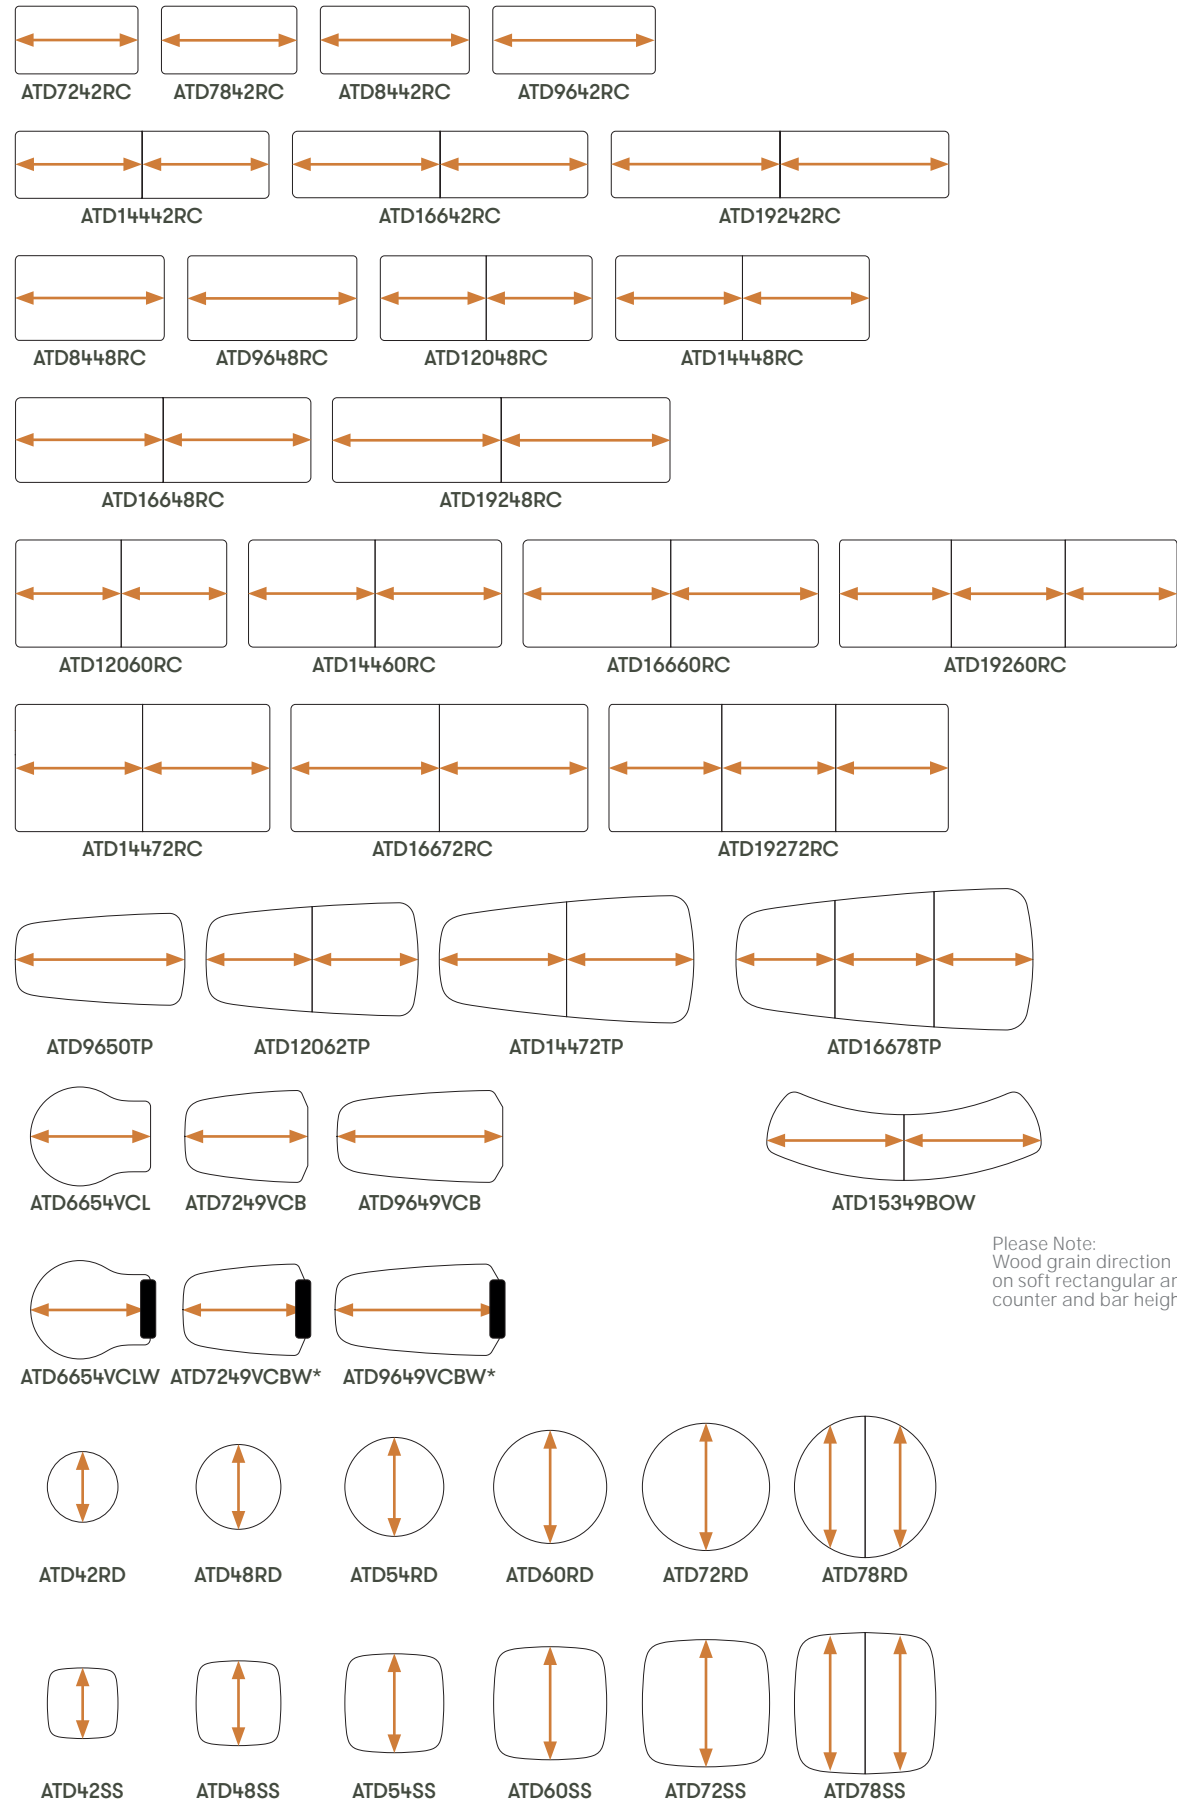 ATD7242RC ATD7842RC ATD8442RC ATD9642RC
ATD14442RC ATD16642RC ATD19242RC
ATD8448RC ATD9648RC ATD12048RC ATD14448RC
ATD16648RC ATD19248RC
ATD12060RC ATD14460RC ATD16660RC ATD19260RC
ATD14472RC ATD16672RC ATD19272RC
ATD9650TP ATD12062TP ATD14472TP ATD16678TP
ATD6654VCL ATD7249VCB ATD9649VCB ATD15349BOW
Please Note:
Wood grain direction
on soft rectangular
counter and bar
ATD6654VCLW ATD7249VCBW* ATD9649VCBW*
ATD42RD ATD48RD ATD54RD ATD60RD ATD72RD ATD78RD
ATD42SS ATD48SS ATD54SS ATD60SS ATD72SS ATD78SS